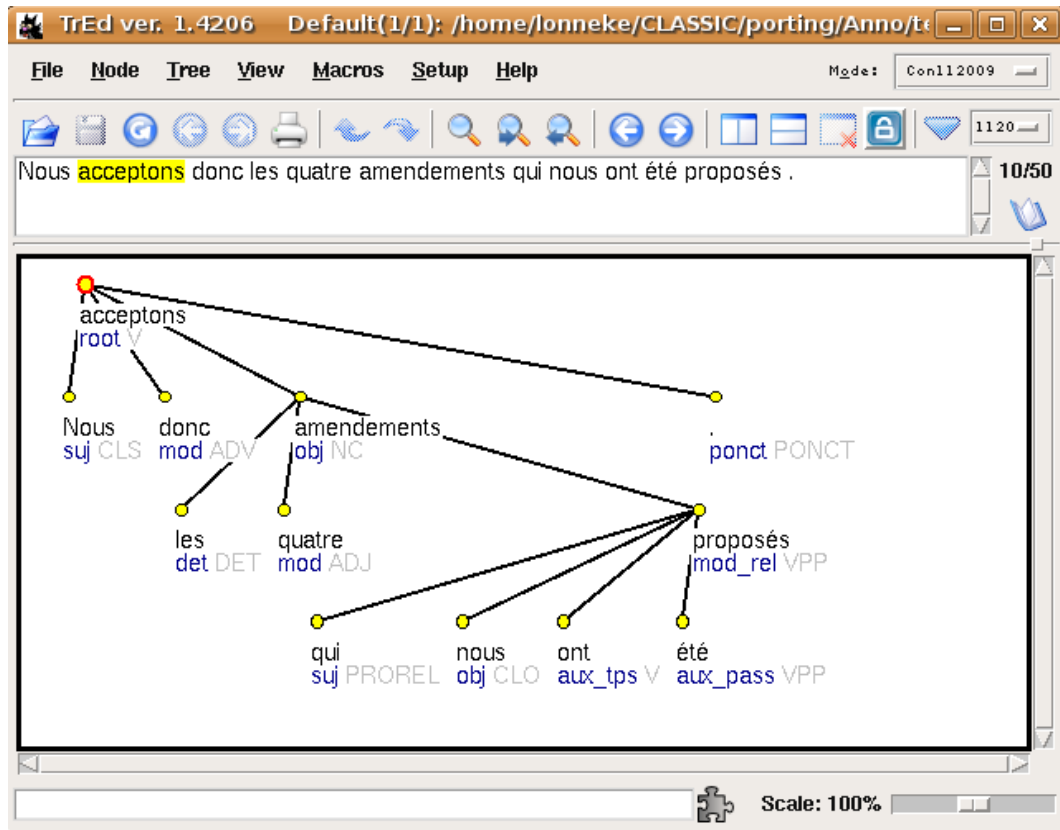 TrEd ver. 1.4206 Default(1/1): /home/lonneke/CLASSIC/porting/Anno/te
File Node Tree View Macros Setup Help Mode: Conll2009
1120
Nous acceptons donc les quatre amendements qui nous ont été proposés .
10/50
acceptons
root V
Nous donc amendements .
suj CLS mod ADV obj NC ponct PONCT
les quatre proposés
det DET mod ADJ mod_rel VPP
qui nous ont été
suj PROREL obj CLO aux_tps V aux_pass VPP
Scale: 100%